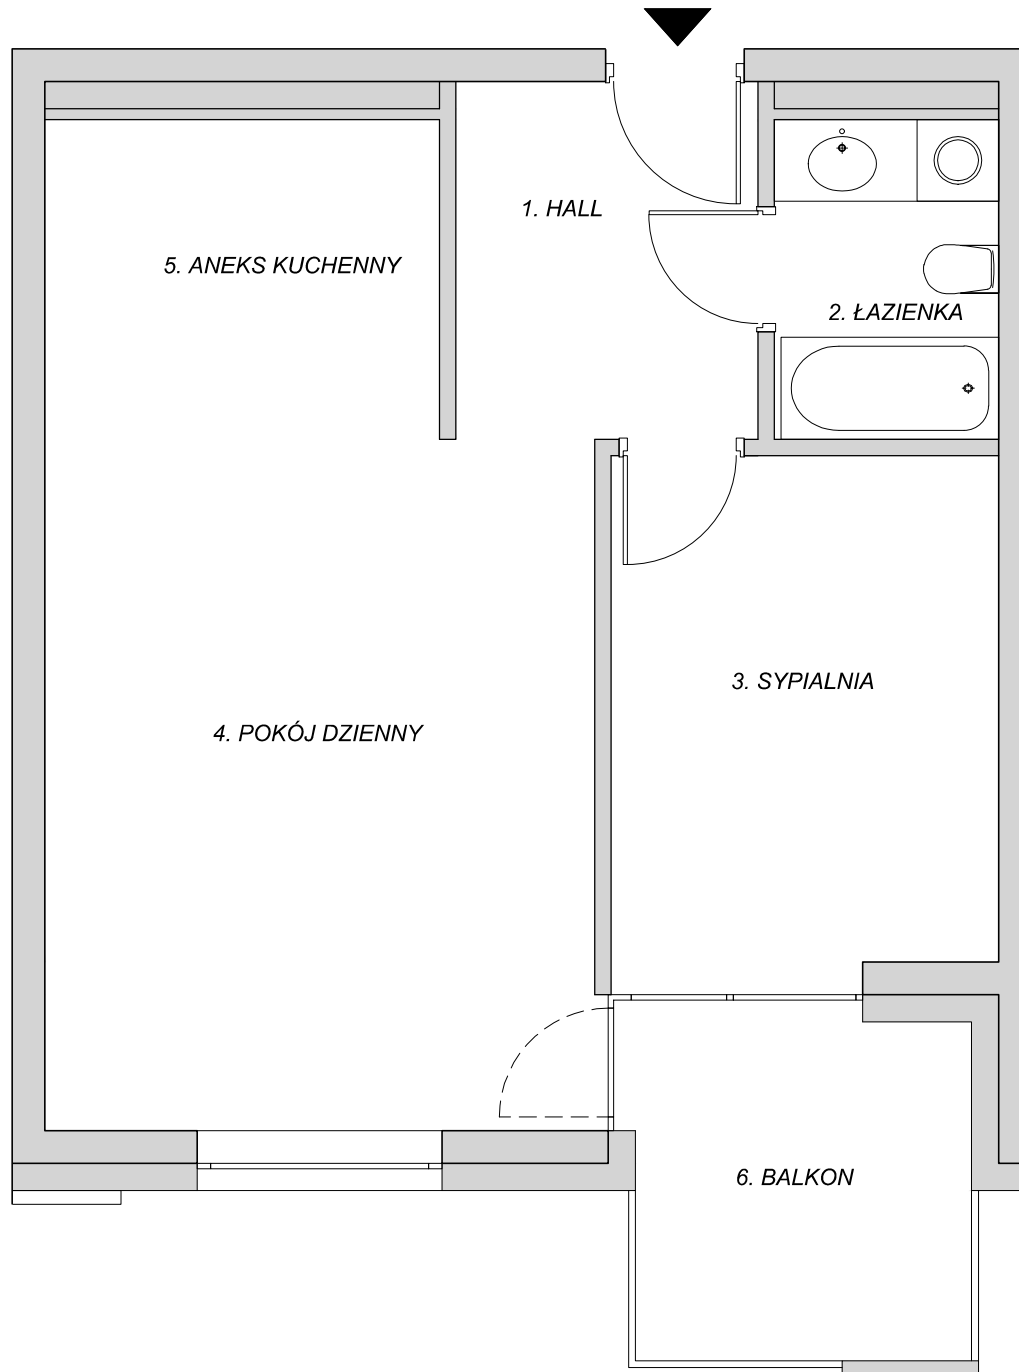 1. HALL
5. ANEKS KUCHENNY
2. ŁAZIENKA
3. SYPIALNIA
4. POKÓJ DZIENNY
6. BALKON